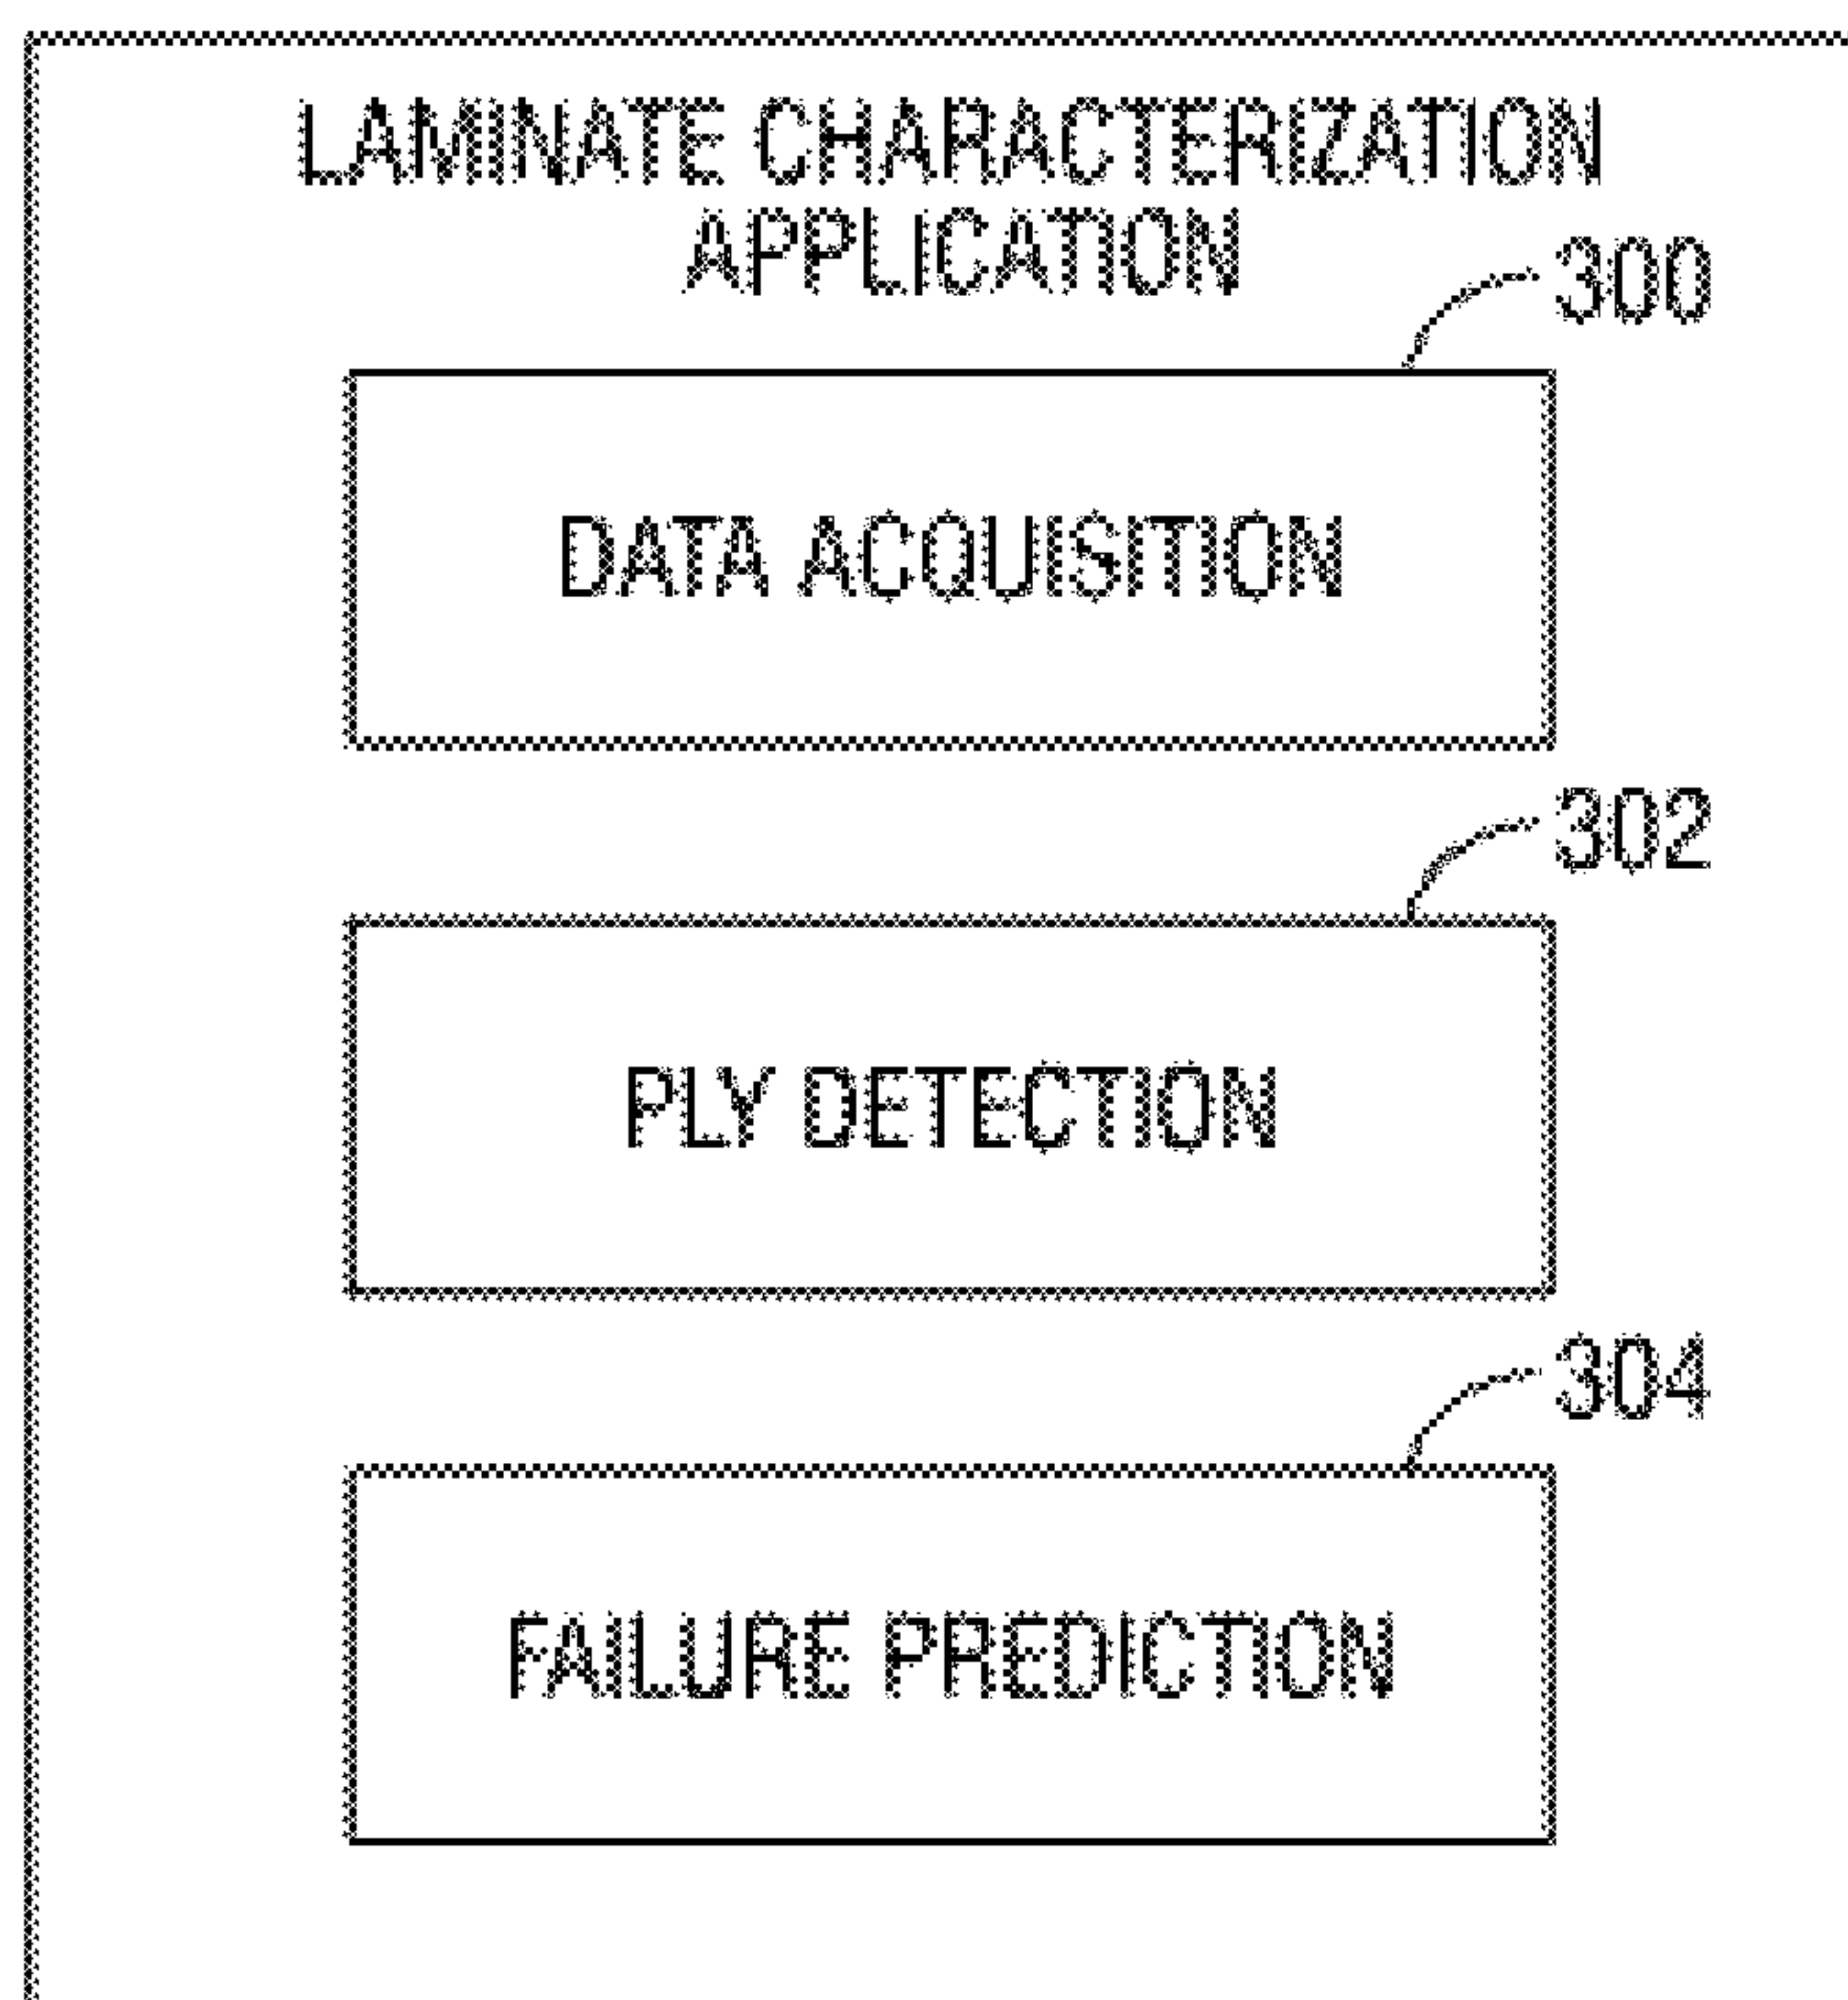 LAMINATE CHARACTERIZATION
APPLICATION
300
DATA ACQUISITION
302
PLY DETECTION
304
FAILURE PREDICTION